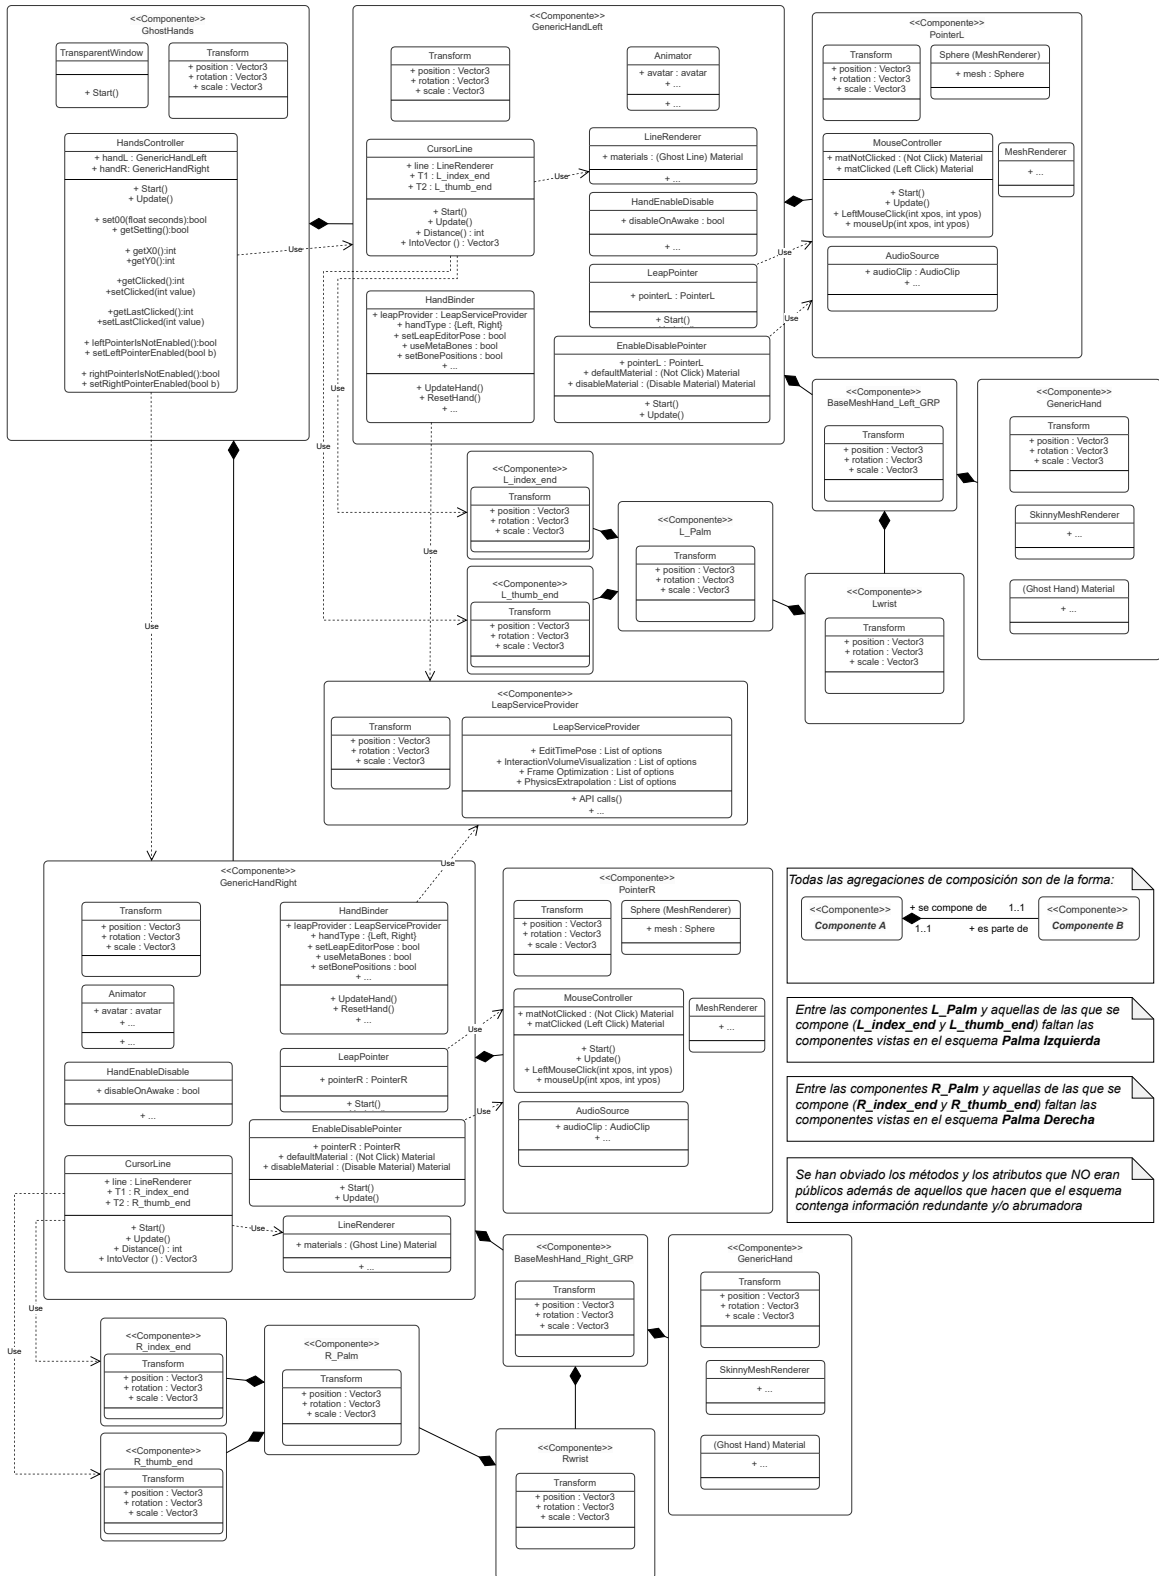 <<Componente>>
GhostHands
TransparentWindow
+ Start()
Transform
+ position : Vector3
+ rotation : Vector3
+ scale : Vector3
HandsController
+ handL : GenericHandLeft
+ handR: GenericHandRight
+ Start()
+ Update()
+ set00(float seconds):bool
+ getSetting():bool
+ getX0():int
+getY0():int
+getClicked():int
+setClicked(int value)
+getLastClicked():int
+setLastClicked(int value)
+ leftPointerIsNotEnabled():bool
+ setLeftPointerEnabled(bool b)
rightPointerIsNotEnabled():bool
+ setRightPointerEnabled(bool b)
<<Componente>>
GenericHandLeft
Transform
+ position : Vector3
+ rotation : Vector3
+ scale : Vector3
Animator
+ avatar : avatar
+ ...
+ ...
CursorLine
+ line : LineRenderer
+ T1 : L_index_end
+ T2 : L_thumb_end
+ Start()
+ Update()
+ Distance() : int
+ IntoVector () : Vector3
LineRenderer
+ materials : (Ghost Line) Material
+ ...
HandEnableDisable
+ disableOnAwake : bool
+ ...
LeapPointer
+ pointerL : PointerL
+ Start()
HandBinder
+ leapProvider : LeapServiceProvider
+ handType : {Left, Right}
+ setLeapEditorPose : bool
+ useMetaBones : bool
+ setBonePositions : bool
+ ...
+ UpdateHand()
+ ResetHand()
+ ...
EnableDisablePointer
+ pointerL : PointerL
+ defaultMaterial : (Not Click) Material
+ disableMaterial : (Disable Material) Material
+ Start()
+ Update()
Use
Use
Use
Use
Use
Use
Use
Use
<<Componente>>
PointerL
Transform
+ position : Vector3
+ rotation : Vector3
+ scale : Vector3
Sphere (MeshRenderer)
+ mesh : Sphere
MouseController
+ matNotClicked : (Not Click) Material
+ matClicked (Left Click) Material
+ Start()
+ Update()
+ LeftMouseClick(int xpos, int ypos)
+ mouseUp(int xpos, int ypos)
MeshRenderer
+ ...
AudioSource
+ audioClip : AudioClip
+ ...
<<Componente>>
BaseMeshHand_Left_GRP
Transform
+ position : Vector3
+ rotation : Vector3
+ scale : Vector3
<<Componente>>
GenericHand
Transform
+ position : Vector3
+ rotation : Vector3
+ scale : Vector3
SkinnyMeshRenderer
+ ...
(Ghost Hand) Material
+ ...
<<Componente>>
L_index_end
Transform
+ position : Vector3
+ rotation : Vector3
+ scale : Vector3
<<Componente>>
L_Palm
Transform
+ position : Vector3
+ rotation : Vector3
+ scale : Vector3
<<Componente>>
L_thumb_end
Transform
+ position : Vector3
+ rotation : Vector3
+ scale : Vector3
<<Componente>>
Lwrist
Transform
+ position : Vector3
+ rotation : Vector3
+ scale : Vector3
<<Componente>>
LeapServiceProvider
Transform
+ position : Vector3
+ rotation : Vector3
+ scale : Vector3
LeapServiceProvider
+ EditTimePose : List of options
+ InteractionVolumeVisualization : List of options
+ Frame Optimization : List of options
+ PhysicsExtrapolation : List of options
+ API calls()
+ ...
<<Componente>>
GenericHandRight
Transform
+ position : Vector3
+ rotation : Vector3
+ scale : Vector3
HandBinder
+ leapProvider : LeapServiceProvider
+ handType : {Left, Right}
+ setLeapEditorPose : bool
+ useMetaBones : bool
+ setBonePositions : bool
+ ...
+ UpdateHand()
+ ResetHand()
+ ...
Animator
+ avatar : avatar
+ ...
+ ...
LeapPointer
+ pointerR : PointerR
+ Start()
HandEnableDisable
+ disableOnAwake : bool
+ ...
EnableDisablePointer
+ pointerR : PointerR
+ defaultMaterial : (Not Click) Material
+ disableMaterial : (Disable Material) Material
+ Start()
+ Update()
CursorLine
+ line : LineRenderer
+ T1 : R_index_end
+ T2 : R_thumb_end
+ Start()
+ Update()
+ Distance() : int
+ IntoVector () : Vector3
LineRenderer
+ materials : (Ghost Line) Material
+ ...
Use
Use
Use
Use
Use
Use
<<Componente>>
PointerR
Transform
+ position : Vector3
+ rotation : Vector3
+ scale : Vector3
Sphere (MeshRenderer)
+ mesh : Sphere
MouseController
+ matNotClicked : (Not Click) Material
+ matClicked : (Left Click) Material
+ Start()
+ Update()
+ LeftMouseClick(int xpos, int ypos)
+ mouseUp(int xpos, int ypos)
MeshRenderer
+ ...
AudioSource
+ audioClip : AudioClip
+ ...
Todas las agregaciones de composición son de la forma:
<<Componente>>
Componente A
+ se compone de 1..1
1..1 + es parte de
<<Componente>>
Componente B
Entre las componentes L_Palm y aquellas de las que se
compone (L_index_end y L_thumb_end) faltan las
componentes vistas en el esquema Palma Izquierda
Entre las componentes R_Palm y aquellas de las que se
compone (R_index_end y R_thumb_end) faltan las
componentes vistas en el esquema Palma Derecha
Se han obviado los métodos y los atributos que NO eran
públicos además de aquellos que hacen que el esquema
contenga información redundante y/o abrumadora
<<Componente>>
BaseMeshHand_Right_GRP
Transform
+ position : Vector3
+ rotation : Vector3
+ scale : Vector3
<<Componente>>
GenericHand
Transform
+ position : Vector3
+ rotation : Vector3
+ scale : Vector3
SkinnyMeshRenderer
+ ...
(Ghost Hand) Material
+ ...
<<Componente>>
R_index_end
Transform
+ position : Vector3
+ rotation : Vector3
+ scale : Vector3
<<Componente>>
R_Palm
Transform
+ position : Vector3
+ rotation : Vector3
+ scale : Vector3
<<Componente>>
R_thumb_end
Transform
+ position : Vector3
+ rotation : Vector3
+ scale : Vector3
<<Componente>>
Rwrist
Transform
+ position : Vector3
+ rotation : Vector3
+ scale : Vector3